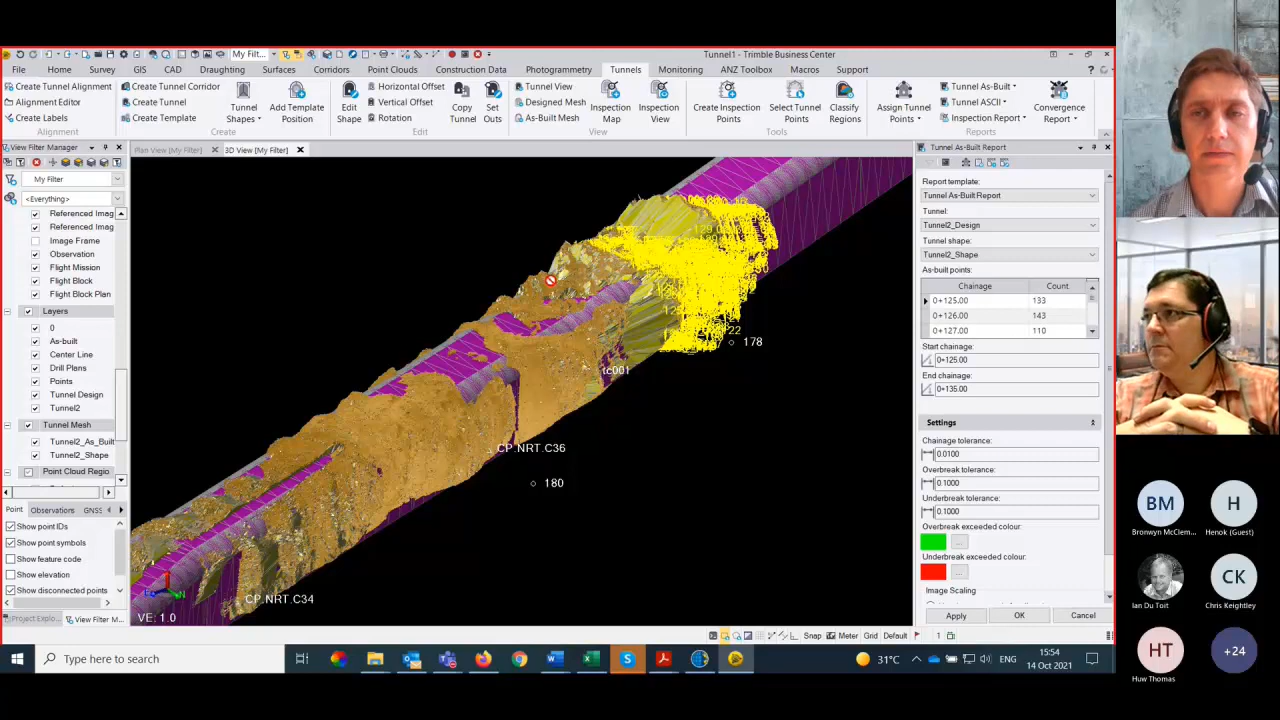 My Filt...
Tunnel1 - Trimble Business Center
File Home Survey GIS CAD Draughting Surfaces Corridors Point Clouds Construction Data Photogrammetry Tunnels Monitoring ANZ Toolbox Macros Support
Create Tunnel Alignment
Alignment Editor
Create Labels
Alignment
Create Tunnel Corridor
Create Tunnel
Create Template
Tunnel Shapes
Add Template Position
Create
Edit Shape
Horizontal Offset
Vertical Offset
Rotation
Copy Tunnel
Set Outs
Edit
Tunnel View
Designed Mesh
As-Built Mesh
Inspection Map
Inspection View
View
Create Inspection Points
Select Tunnel Points
Classify Regions
Tools
Assign Tunnel Points
Tunnel As-Built
Tunnel ASCII
Inspection Report
Convergence Report
Reports
View Filter Manager
My Filter
<Everything>
Referenced Imag
Referenced Imag
Image Frame
Observation
Flight Mission
Flight Block
Flight Block Plan
Layers
0
As-built
Center Line
Drill Plans
Points
Tunnel Design
Tunnel2
Tunnel Mesh
Tunnel2_As_Built
Tunnel2_Shape
Point Cloud Regio
Point Observations GNSS
Show point IDs
Show point symbols
Show feature code
Show elevation
Show disconnected points
Project Explo...
View Filter M...
Plan View [My Filter]
3D View [My Filter]
178
tc001
CP.NRT.C36
180
CP.NRT.C34
VE: 1.0
Tunnel As-Built Report
Report template:
Tunnel As-Built Report
Tunnel:
Tunnel2_Design
Tunnel shape:
Tunnel2_Shape
As-built points:
Chainage Count
0+125.00 133
0+126.00 143
0+127.00 110
Start chainage:
0+125.00
End chainage:
0+135.00
Settings
Chainage tolerance:
0.0100
Overbreak tolerance:
0.1000
Underbreak tolerance:
0.1000
Overbreak exceeded colour:
Underbreak exceeded colour:
Image Scaling
Apply OK Cancel
Snap Meter Grid Default 1
Type here to search
31°C
ENG
15:54
14 Oct 2021
BM
Bronwyn McClem...
H
Henok (Guest)
Ian Du Toit
CK
Chris Keightley
HT
Huw Thomas
+24